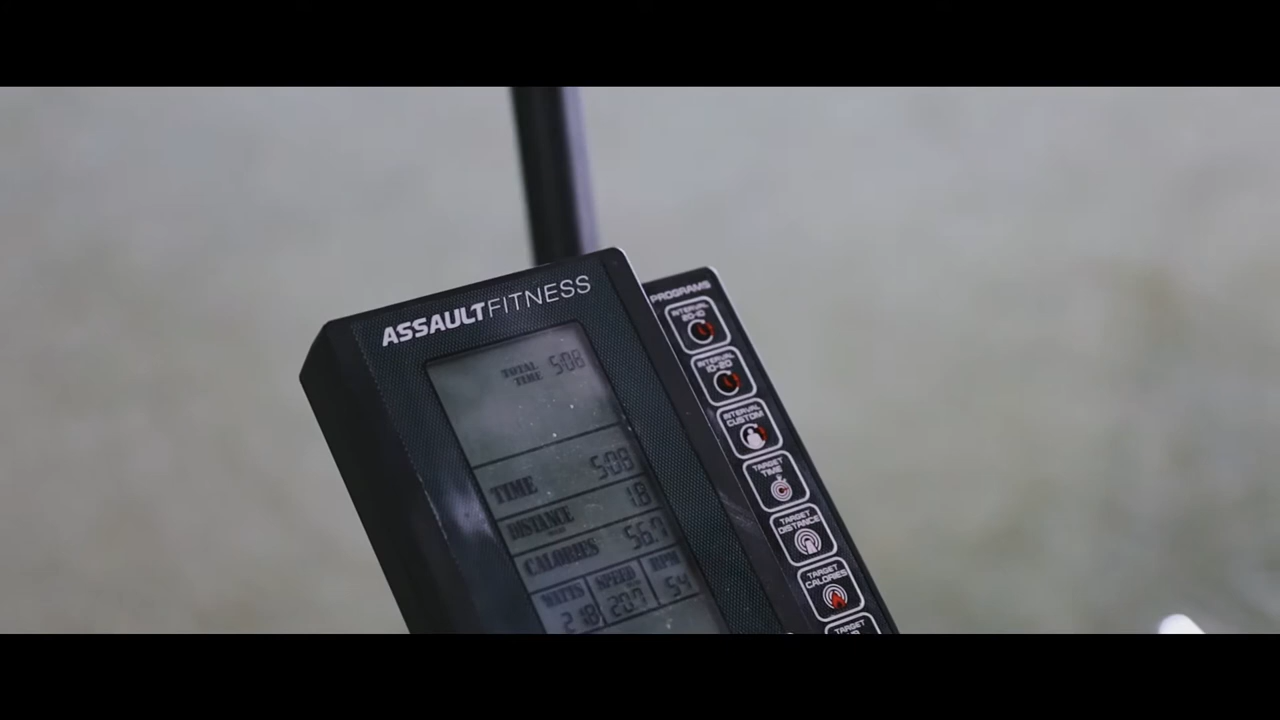 ASSAULTFITNESS
TOTAL TIME 5:08
TIME 5:08
DISTANCE 1.8
CALORIES 56.7
WATTS SPEED RPM
218 20.7 54
PROGRAMS
INTERVAL 20-10
INTERVAL 10-20
INTERVAL CUSTOM
TARGET TIME
TARGET DISTANCE
TARGET CALORIES
TARGET